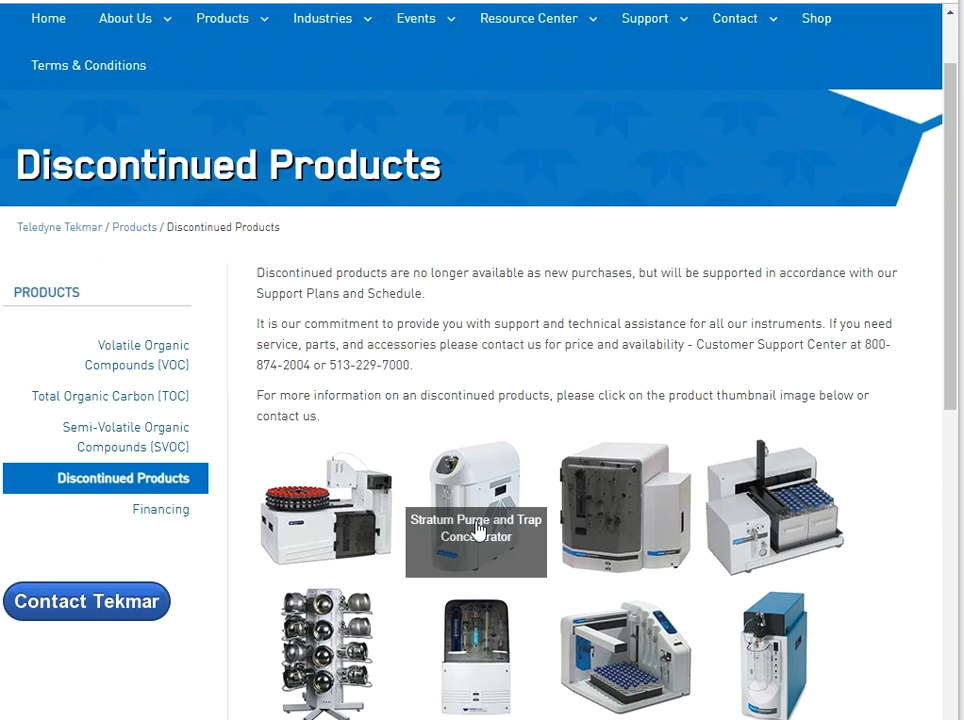 Home About Us Products Industries Events Resource Center Support Contact Shop
Terms & Conditions
Discontinued Products
Teledyne Tekmar / Products / Discontinued Products
PRODUCTS
Volatile Organic
Compounds (VOC)
Total Organic Carbon (TOC)
Semi-Volatile Organic
Compounds (SVOC)
Discontinued Products
Financing
Contact Tekmar
Discontinued products are no longer available as new purchases, but will be supported in accordance with our
Support Plans and Schedule.
It is our commitment to provide you with support and technical assistance for all our instruments. If you need
service, parts, and accessories please contact us for price and availability - Customer Support Center at 800-
874-2004 or 513-229-7000.
For more information on an discontinued products, please click on the product thumbnail image below or
contact us.
Stratum Purge and Trap
Concentrator